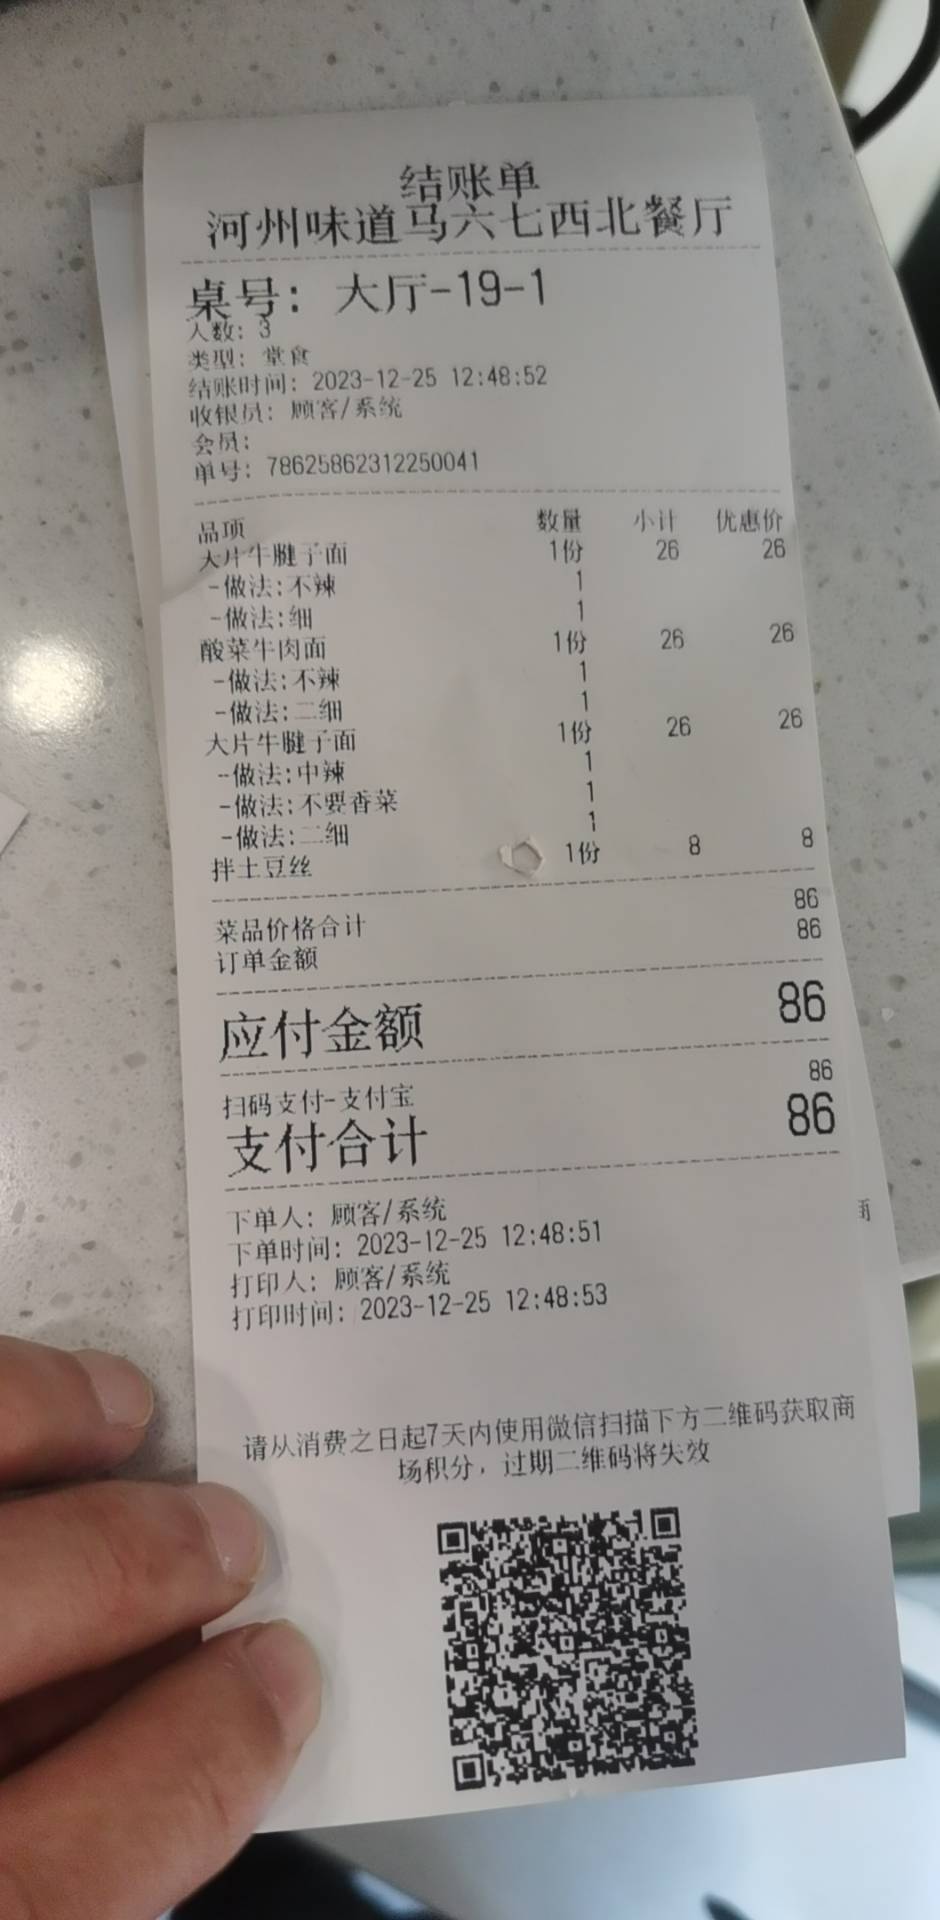 结账单
河州味道马六七西北餐厅
桌号: 大厅-19-1
人数: 3
类型: 堂食
结账时间: 2023-12-25 12:48:52
收银员: 顾客/系统
会员:
单号: 78625862312250041
品项 数量 小计 优惠价
大片牛腱子面 1份 26 26
-做法:不辣 1
-做法:细 1
酸菜牛肉面 1份 26 26
-做法:不辣 1
-做法:二细 1
大片牛腱子面 1份 26 26
-做法:中辣 1
-做法:不要香菜 1
-做法:二细 1
拌土豆丝 1份 8 8
菜品价格合计 86
订单金额 86
应付金额 86
扫码支付-支付宝 86
支付合计 86
下单人: 顾客/系统
下单时间: 2023-12-25 12:48:51
打印人: 顾客/系统
打印时间: 2023-12-25 12:48:53
请从消费之日起7天内使用微信扫描下方二维码获取商
场积分，过期二维码将失效